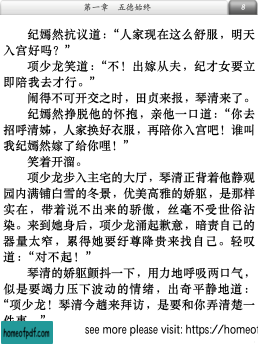 第一章 五德始终
8
纪嫣然抗议道：“人家现在这么舒服，明天
入宫好吗？”
项少龙笑道：“不！出嫁从夫，纪才女要立
即陪我去才行。”
闹得不可开交之时，田贞来报，琴清来了。
纪嫣然挣脱他的怀抱，亲他一口道：“你去
招呼清姊，人家换好衣服，再陪你入宫吧！谁叫
我纪嫣然嫁了给你哩！”
笑着开溜。
项少龙步入主宅的大厅，琴清正背着他静观
园内满铺白雪的冬景，优美高雅的娇躯，是那样
实在，带着说不出来的骄傲，丝毫不受世俗沾
染。来到她身后，项少龙涌起歉意，暗责自己的
器量太窄，累得她要纡尊降贵来找自己。轻叹
道：“对不起！”
琴清的娇躯颤抖一下，用力地呼吸两口气，
似是要竭力压下波动的情绪，出奇平静地道：
“项少龙！琴清今趟来拜访，是要和你弄清楚一
件事。”
homeofpdf.com
see more please visit: https://homeof